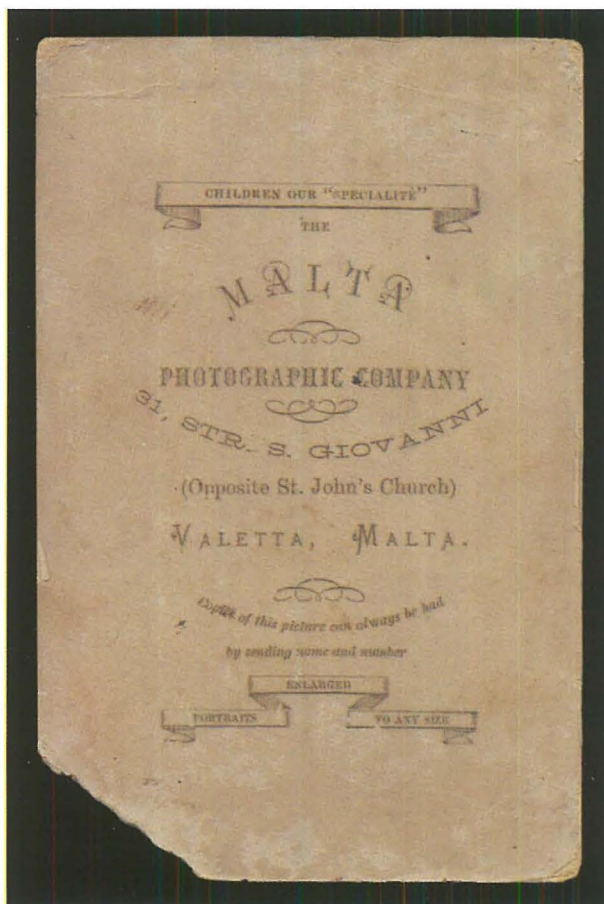 CHILDREN OUR "SPECIALITÉ"
THE
MALTA
PHOTOGRAPHIC COMPANY
31, STR. S. GIOVANNI
(Opposite St. John's Church)
VALETTA, MALTA.
Copies of this picture can always be had
by sending name and number
ENLARGED
PORTRAITS TO ANY SIZE